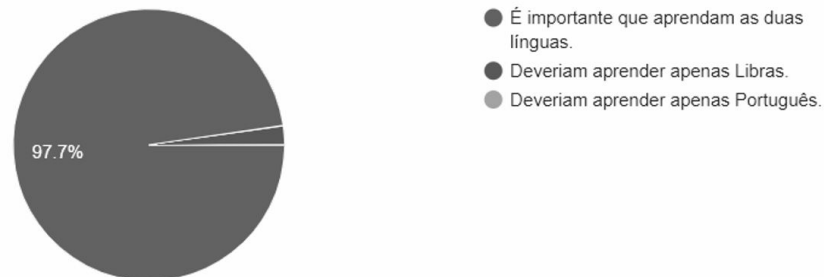 É importante que aprendam as duas
línguas.
Deveriam aprender apenas Libras.
Deveriam aprender apenas Português.
97.7%